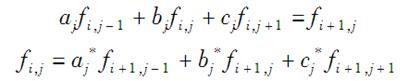 a_j f_{i,j-1} + b_j f_{i,j} + c_j f_{i,j+1} = f_{i+1,j}
f_{i,j} = a_j^* f_{i+1,j-1} + b_j^* f_{i+1,j} + c_j^* f_{i+1,j+1}